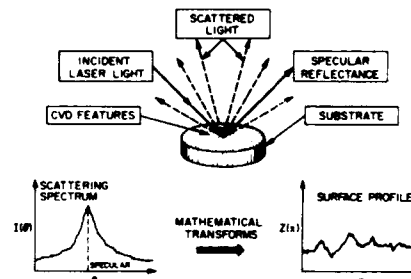 SCATTERED
LIGHT
INCIDENT
LASER LIGHT
SPECULAR
REFLECTANCE
CVD FEATURES
SUBSTRATE
SCATTERING
SPECTRUM
SURFACE PROFILE
MATHEMATICAL
TRANSFORMS
Z(x)
SPECULAR